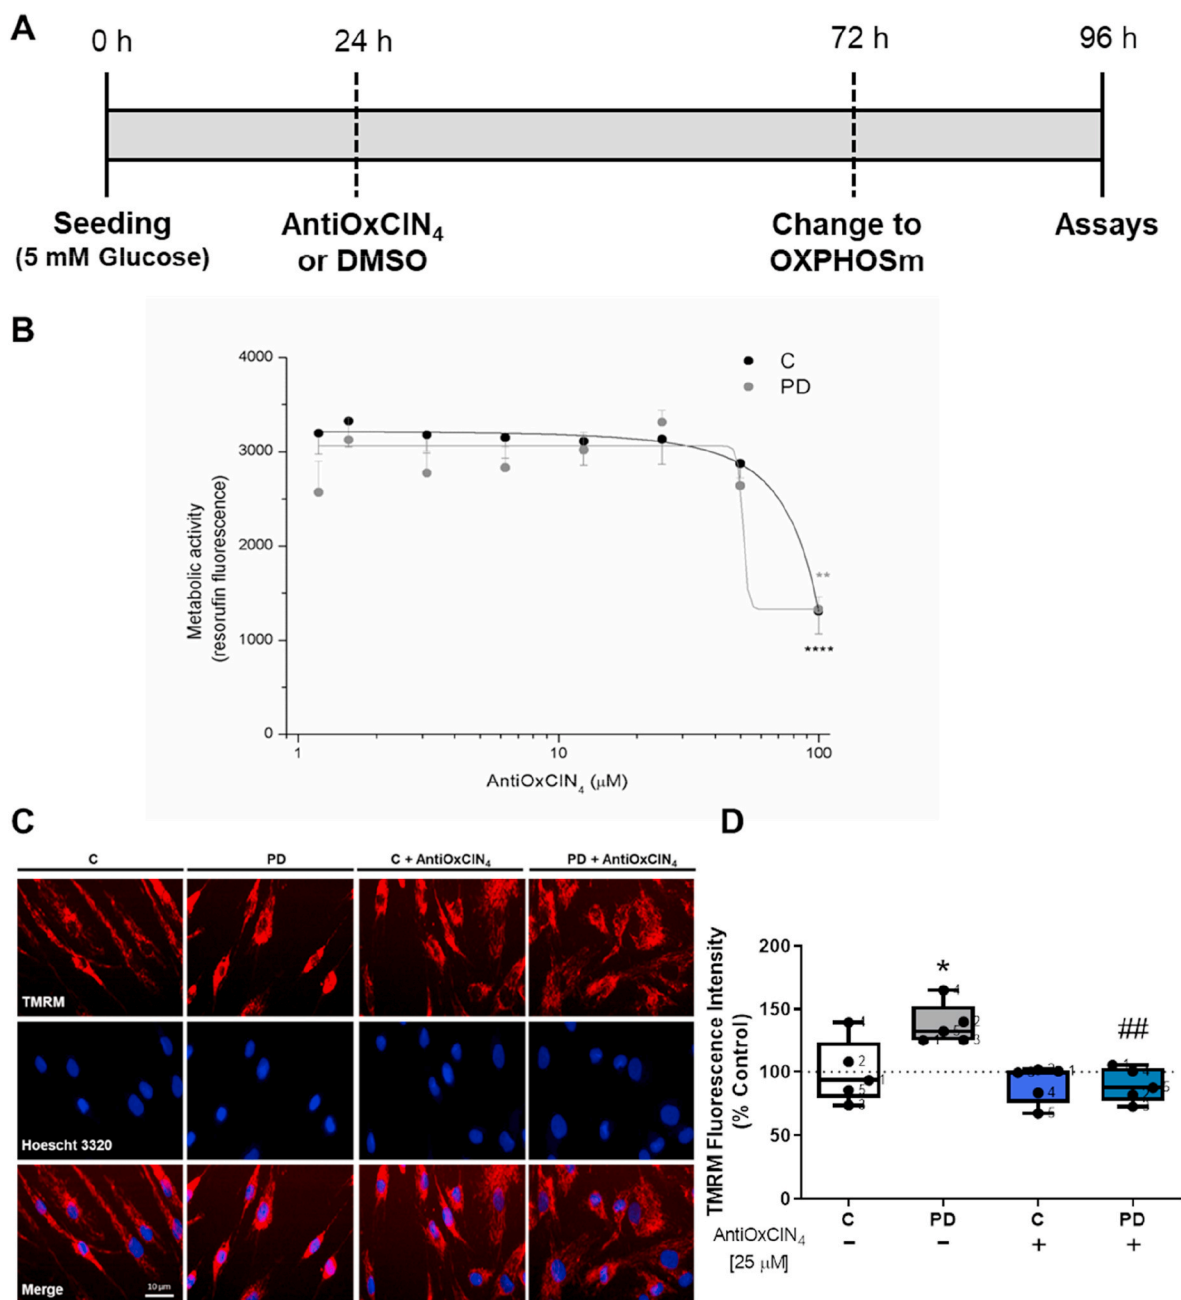 A
0 h 24 h 72 h 96 h
Seeding AntiOxCIN₄ Change to Assays
(5 mM Glucose) or DMSO OXPHOSm
B
4000
3000
2000
1000
0
Metabolic activity
(resorufin fluorescence)
C
PD
**
****
1 10 100
AntiOxCIN₄ (μM)
C
C PD C + AntiOxCIN₄ PD + AntiOxCIN₄
TMRM
Hoescht 3320
Merge
10 μm
D
TMRM Fluorescence Intensity
(% Control)
200
150
100
50
0
*
##
C PD C PD
AntiOxCIN₄ – – + +
[25 μM]